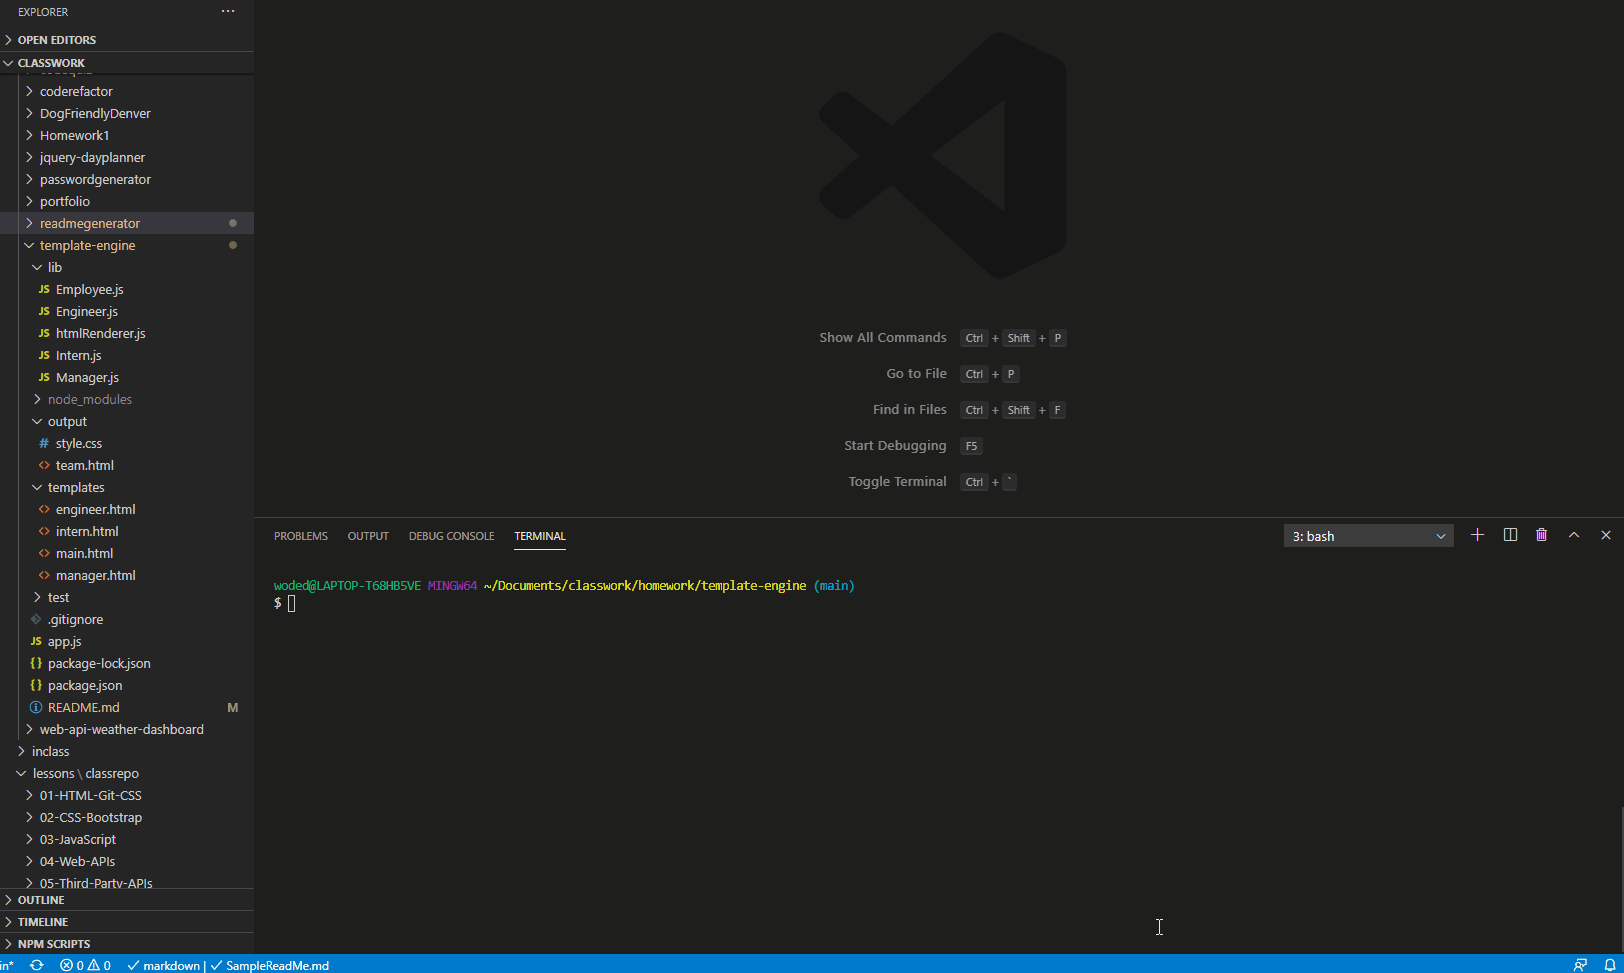 EXPLORER
OPEN EDITORS
CLASSWORK
coderefactor
DogFriendlyDenver
Homework1
jquery-dayplanner
passwordgenerator
portfolio
readmegenerator
template-engine
lib
JS Employee.js
JS Engineer.js
JS htmlRenderer.js
JS Intern.js
JS Manager.js
node_modules
output
# style.css
<> team.html
templates
<> engineer.html
<> intern.html
<> main.html
<> manager.html
test
.gitignore
JS app.js
{} package-lock.json
{} package.json
README.md M
web-api-weather-dashboard
inclass
lessons \ classrepo
01-HTML-Git-CSS
02-CSS-Bootstrap
03-JavaScript
04-Web-APIs
05-Third-Party-APIs
OUTLINE
TIMELINE
NPM SCRIPTS
Show All Commands Ctrl + Shift + P
Go to File Ctrl + P
Find in Files Ctrl + Shift + F
Start Debugging F5
Toggle Terminal Ctrl + `
PROBLEMS OUTPUT DEBUG CONSOLE TERMINAL 3: bash
woded@LAPTOP-T68HB5VE MINGW64 ~/Documents/classwork/homework/template-engine (main)
$
in* 0 0 markdown | SampleReadMe.md